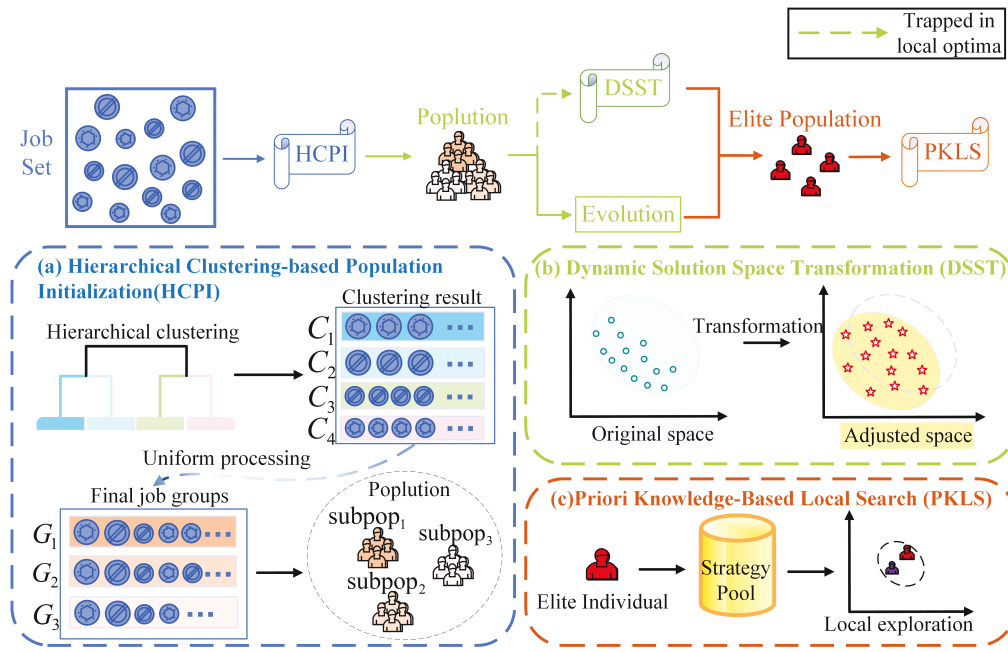 Trapped in
local optima
Job
Set
HCPI
Poplution
DSST
Evolution
Elite Population
PKLS
(a) Hierarchical Clustering-based Population
Initialization(HCPI)
Hierarchical clustering
Clustering result
C1
C2
C3
C4
Uniform processing
Final job groups
G1
G2
G3
Poplution
subpop1
subpop3
subpop2
(b) Dynamic Solution Space Transformation (DSST)
Transformation
Original space
Adjusted space
(c)Priori Knowledge-Based Local Search (PKLS)
Elite Individual
Strategy
Pool
Local exploration